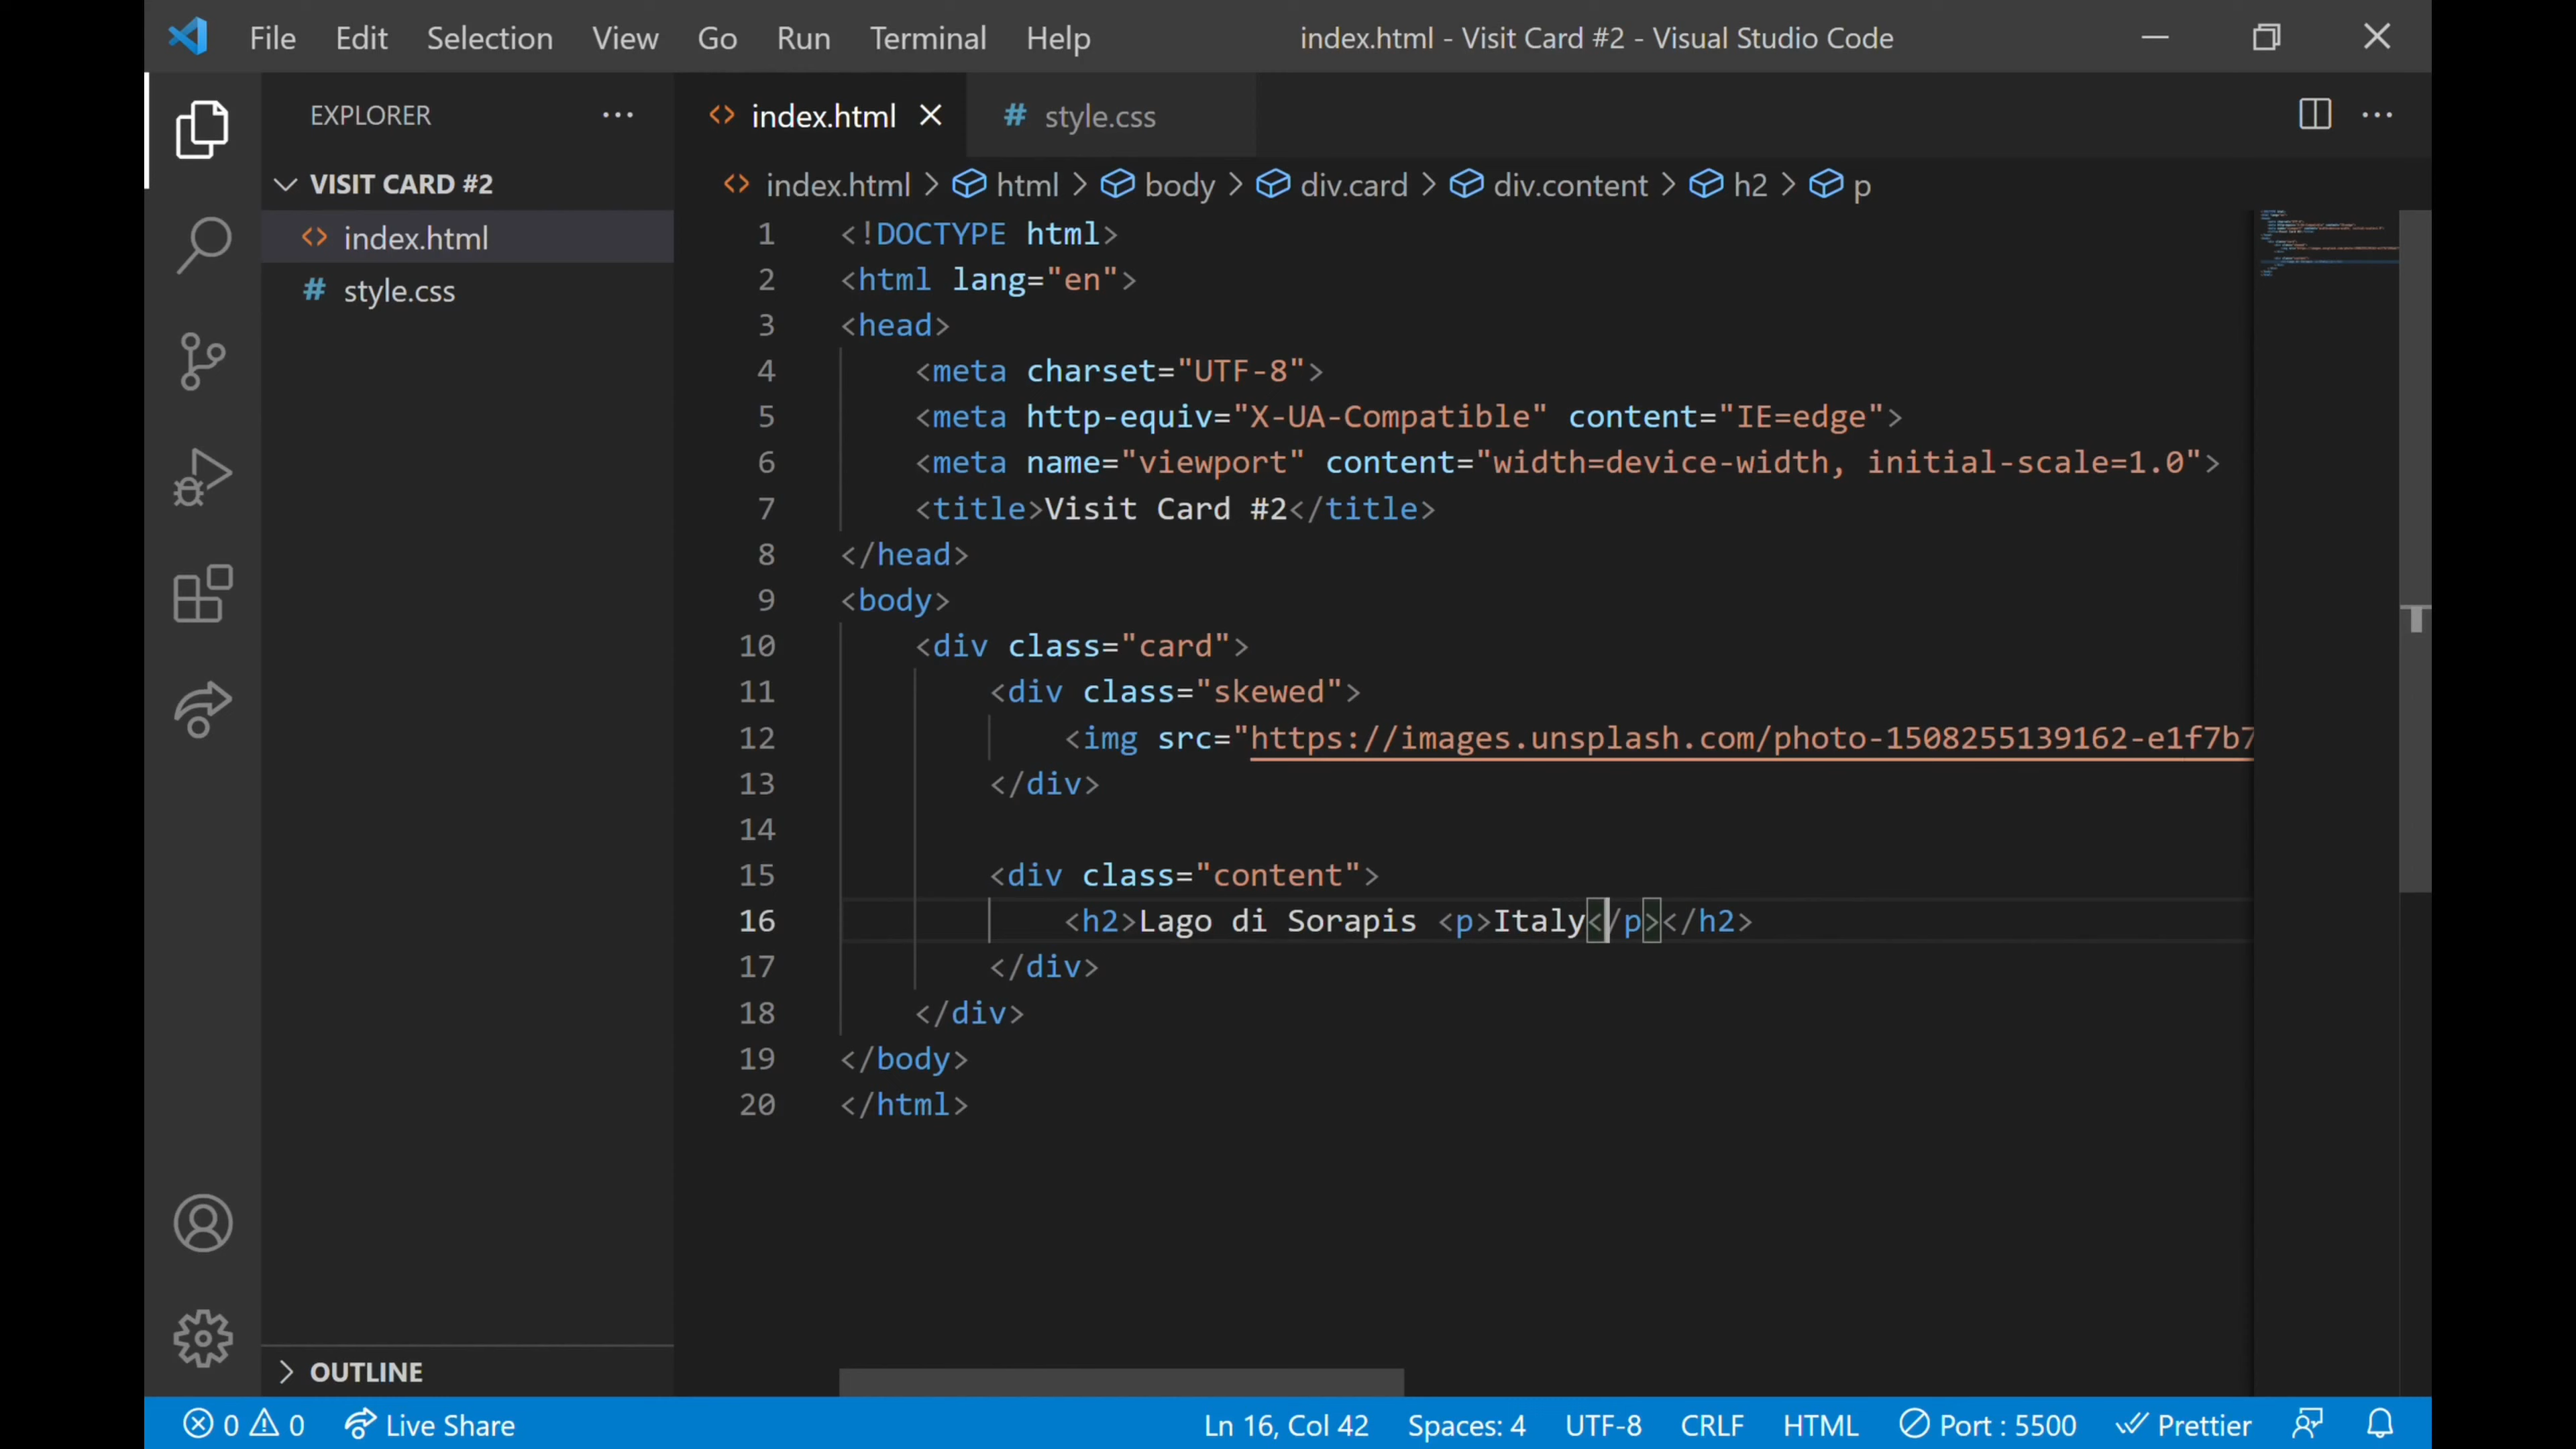 File Edit Selection View Go Run Terminal Help index.html - Visit Card #2 - Visual Studio Code
EXPLORER
VISIT CARD #2
index.html
# style.css
OUTLINE
index.html # style.css
index.html > html > body > div.card > div.content > h2 > p
1 <!DOCTYPE html>
2 <html lang="en">
3 <head>
4 <meta charset="UTF-8">
5 <meta http-equiv="X-UA-Compatible" content="IE=edge">
6 <meta name="viewport" content="width=device-width, initial-scale=1.0">
7 <title>Visit Card #2</title>
8 </head>
9 <body>
10 <div class="card">
11 <div class="skewed">
12 <img src="https://images.unsplash.com/photo-1508255139162-e1f7b7
13 </div>
14
15 <div class="content">
16 <h2>Lago di Sorapis <p>Italy</p></h2>
17 </div>
18 </div>
19 </body>
20 </html>
0 0 Live Share Ln 16, Col 42 Spaces: 4 UTF-8 CRLF HTML Port : 5500 Prettier